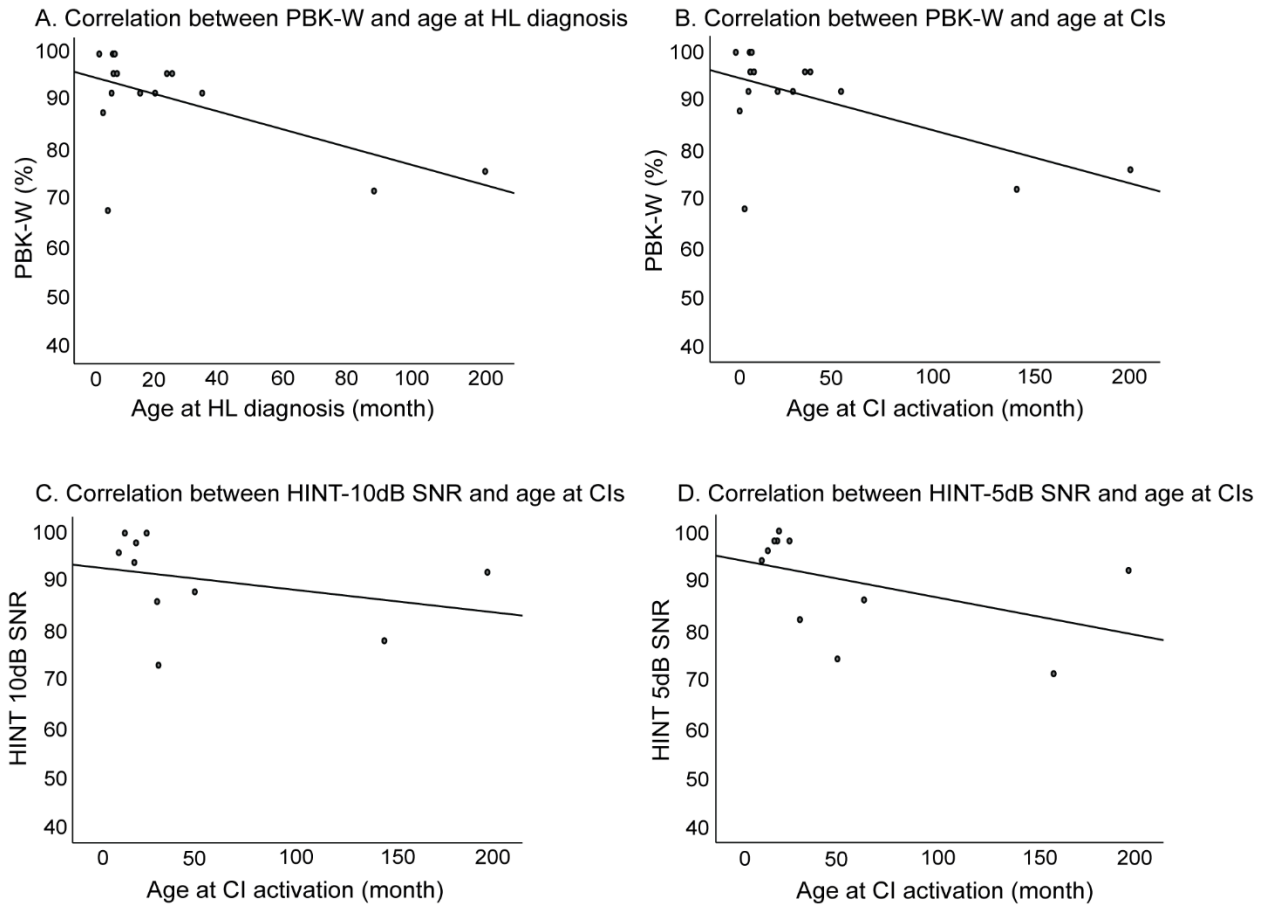 A. Correlation between PBK-W and age at HL diagnosis
100
90
80
70
60
50
40
PBK-W (%)
0 20 40 60 80 100 200
Age at HL diagnosis (month)
B. Correlation between PBK-W and age at CIs
100
90
80
70
60
50
40
PBK-W (%)
0 50 100 150 200
Age at CI activation (month)
C. Correlation between HINT-10dB SNR and age at CIs
100
90
80
70
60
50
40
HINT 10dB SNR
0 50 100 150 200
Age at CI activation (month)
D. Correlation between HINT-5dB SNR and age at CIs
100
90
80
70
60
50
40
HINT 5dB SNR
0 50 100 150 200
Age at CI activation (month)